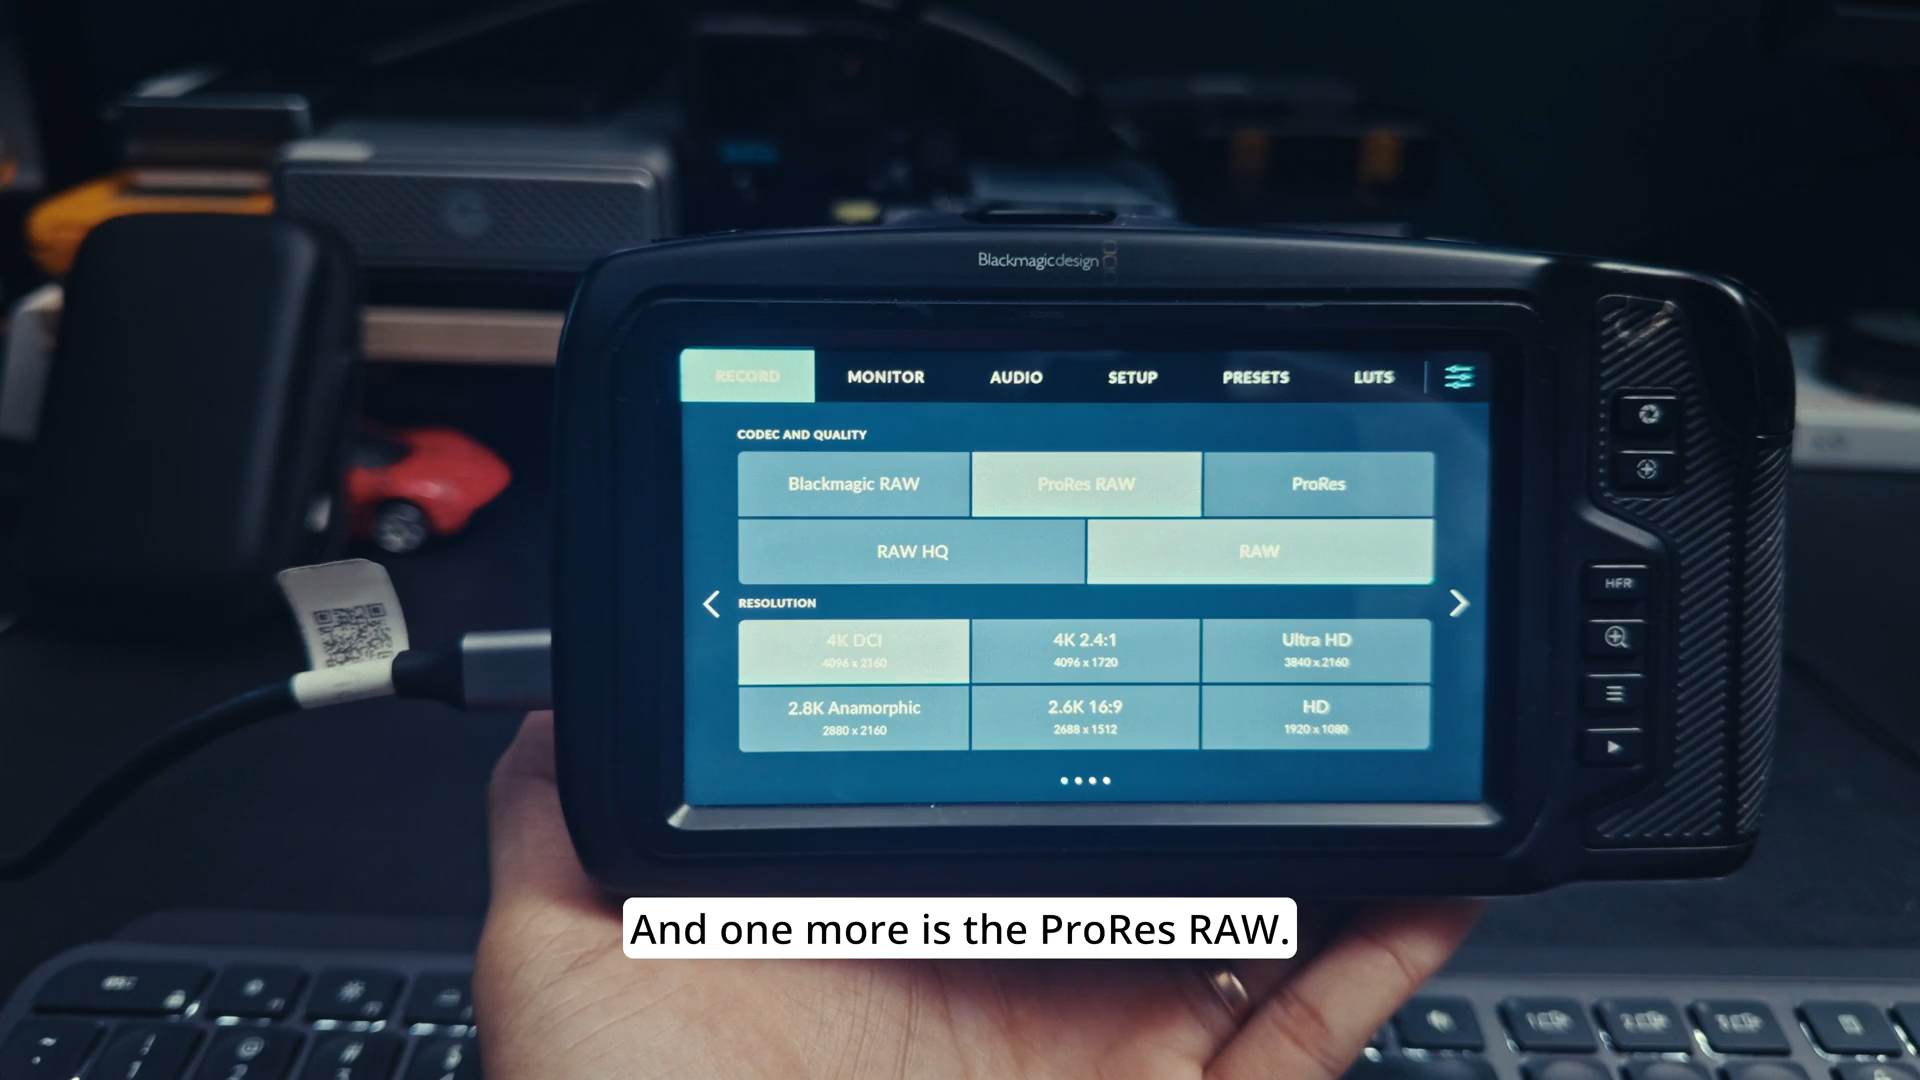 Blackmagicdesign
RECORD MONITOR AUDIO SETUP PRESETS LUTS
CODEC AND QUALITY
Blackmagic RAW ProRes RAW ProRes
RAW HQ RAW
RESOLUTION
4K DCI 4K 2.4:1 Ultra HD
4096 x 2160 4096 x 1720 3840 x 2160
2.8K Anamorphic 2.6K 16:9 HD
2880 x 2160 2688 x 1512 1920 x 1080
HFR
And one more is the ProRes RAW.